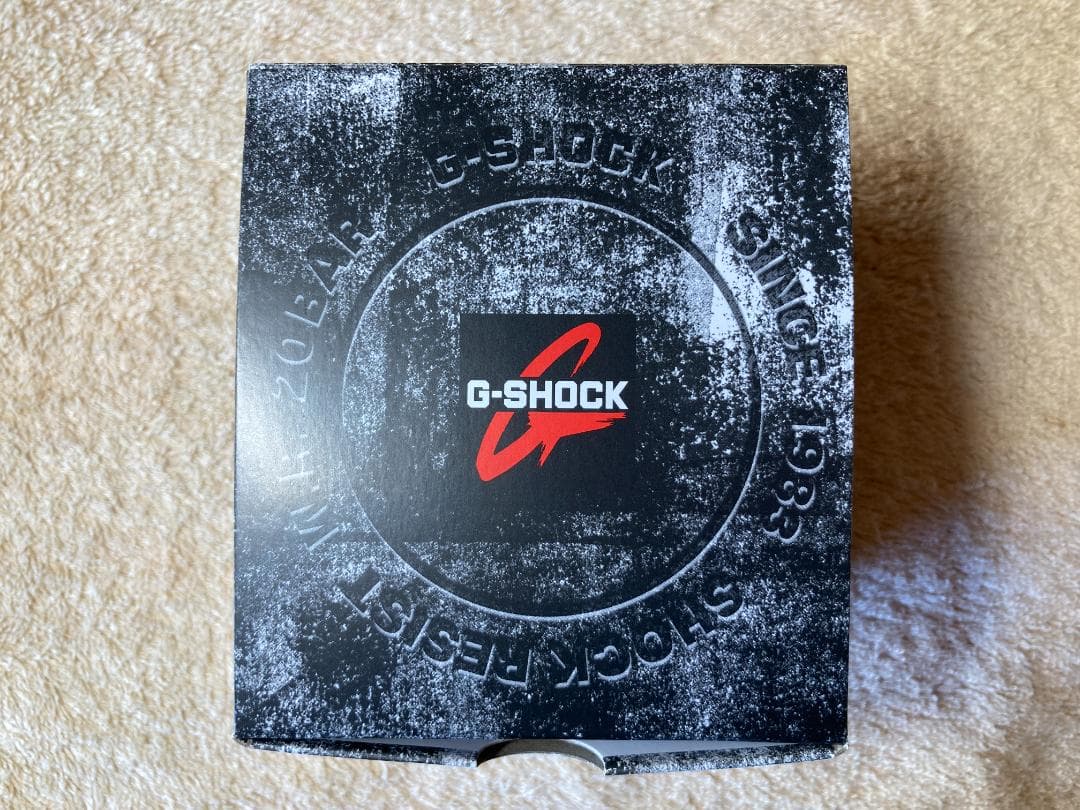 G-SHOCK
SINCE 1983
SHOCK RESIST
W.R. 20BAR
G-SHOCK